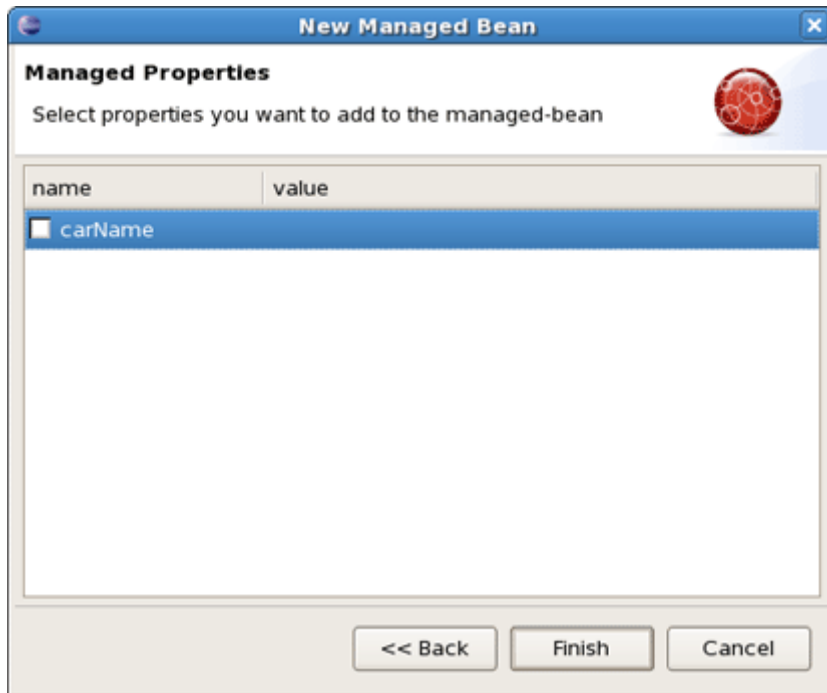 New Managed Bean
Managed Properties
Select properties you want to add to the managed-bean
name value
carName
<< Back Finish Cancel